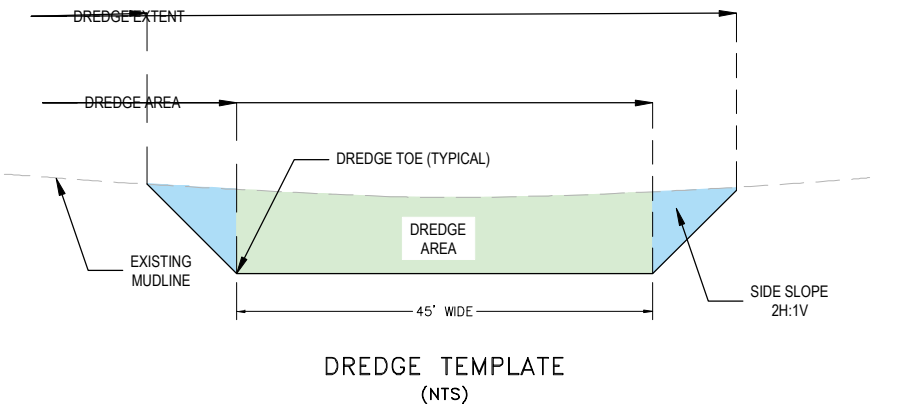 DREDGE EXTENT
DREDGE AREA
DREDGE TOE (TYPICAL)
DREDGE
AREA
EXISTING
MUDLINE
SIDE SLOPE
2H:1V
45' WIDE
DREDGE TEMPLATE
(NTS)